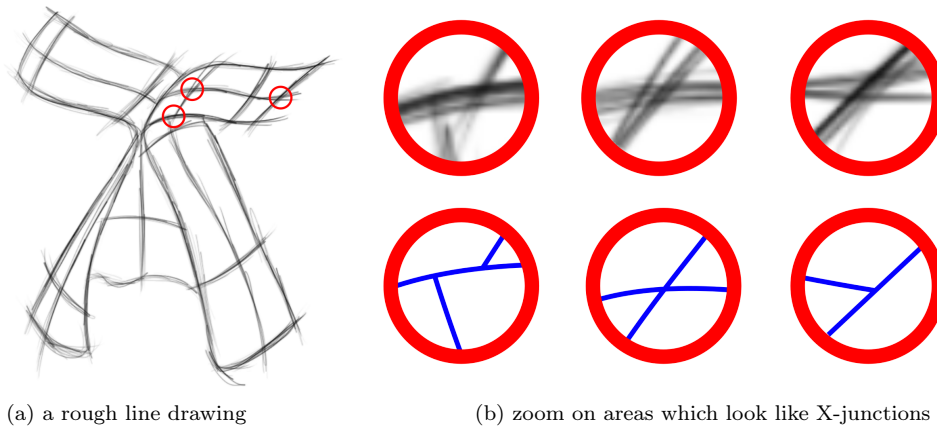 (a) a rough line drawing
(b) zoom on areas which look like X-junctions